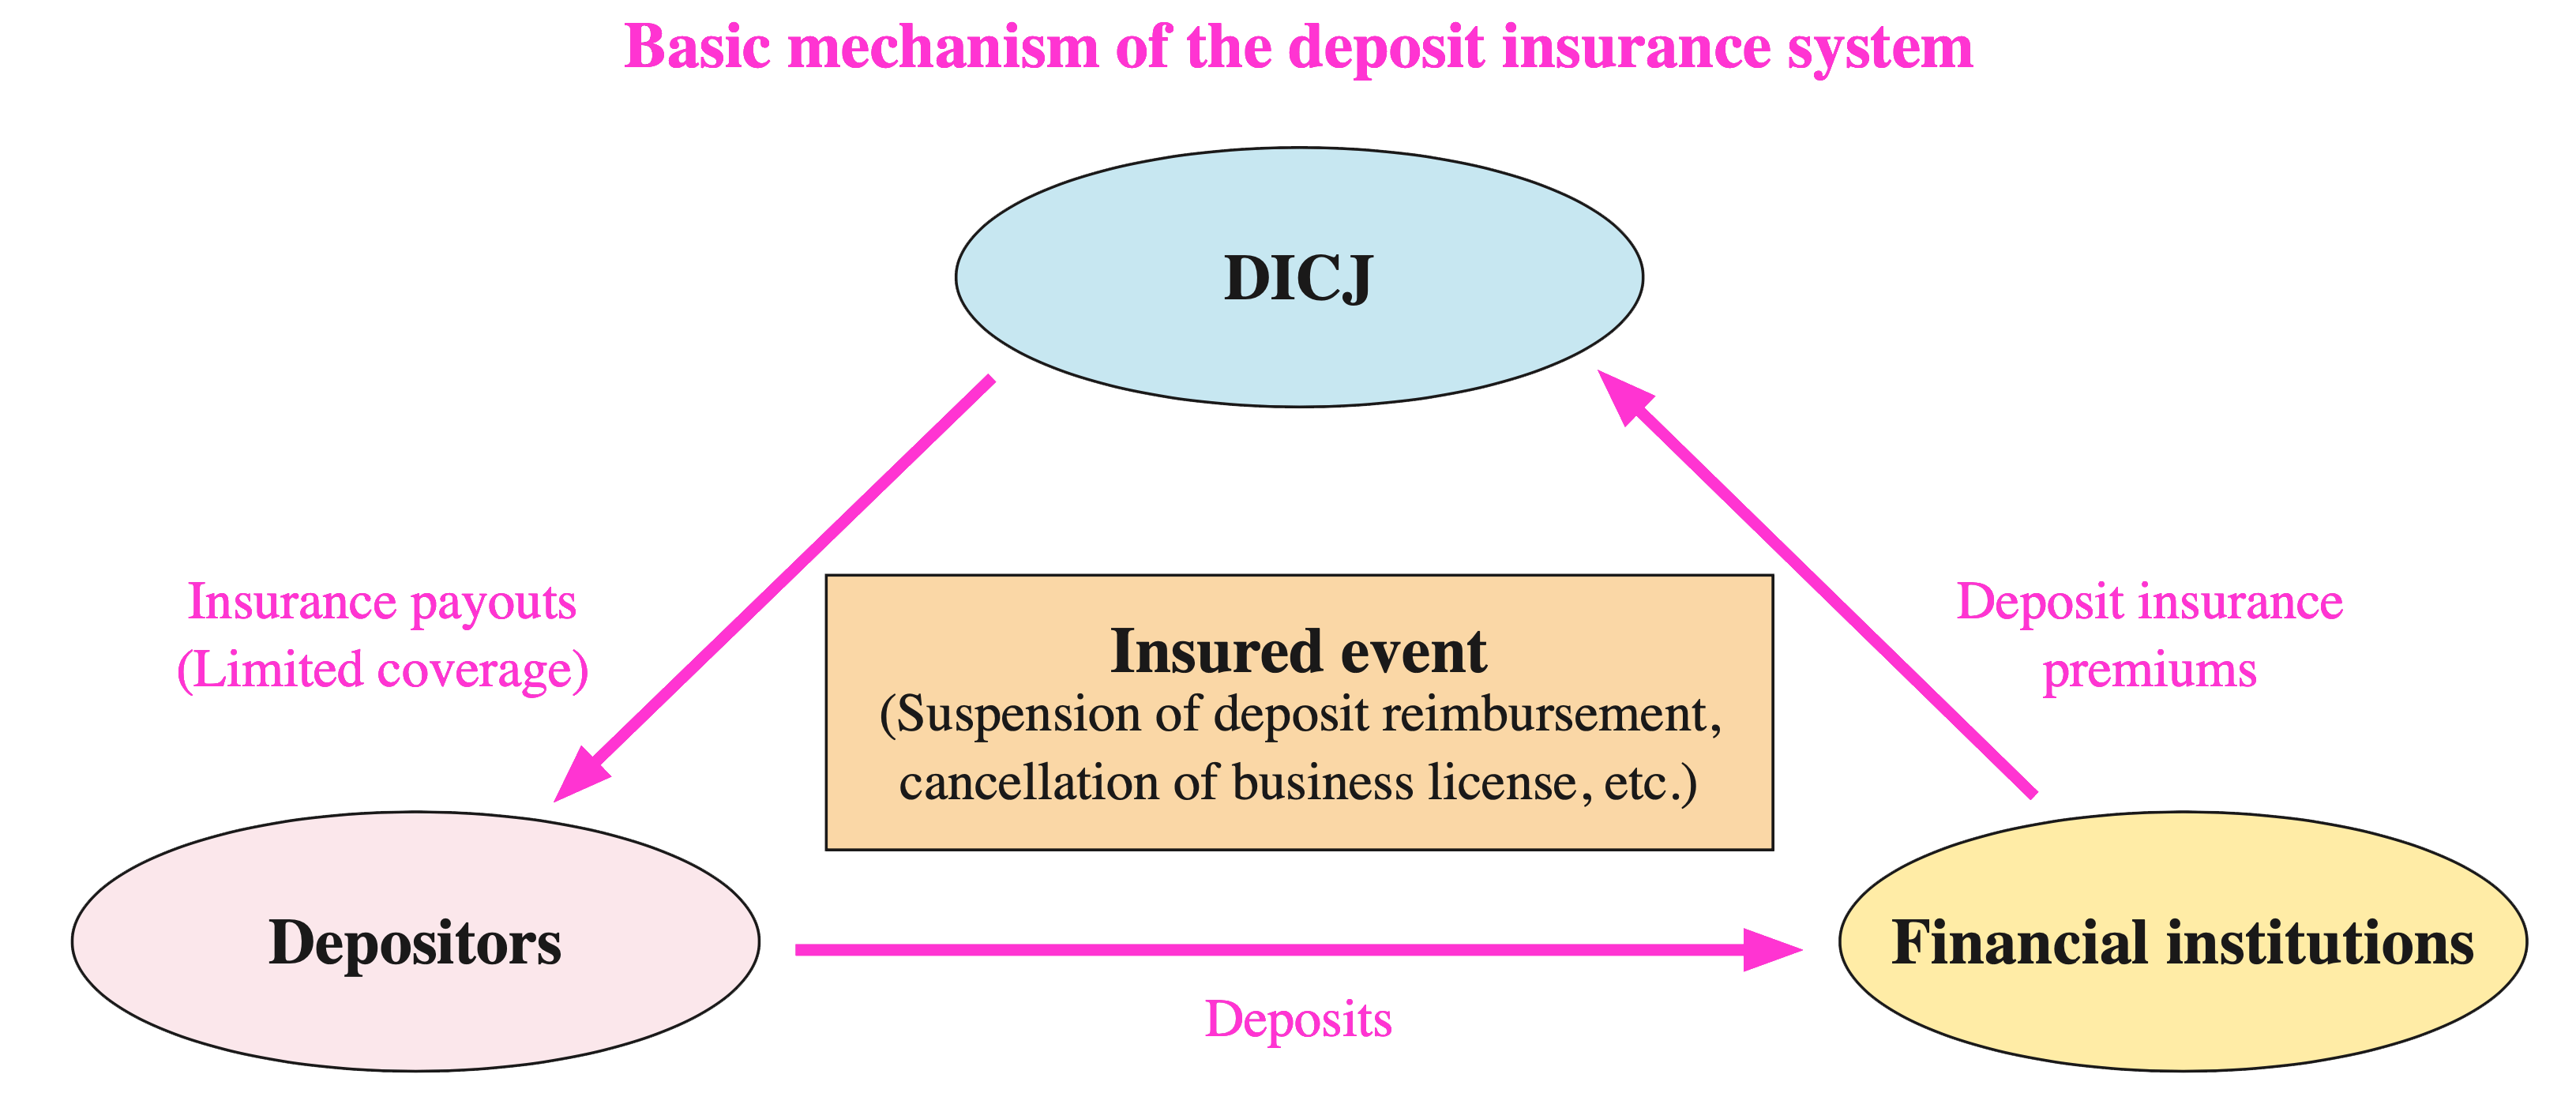 Basic mechanism of the deposit insurance system
DICJ
Insurance payouts
(Limited coverage)
Insured event
(Suspension of deposit reimbursement,
cancellation of business license, etc.)
Deposit insurance
premiums
Depositors
Financial institutions
Deposits